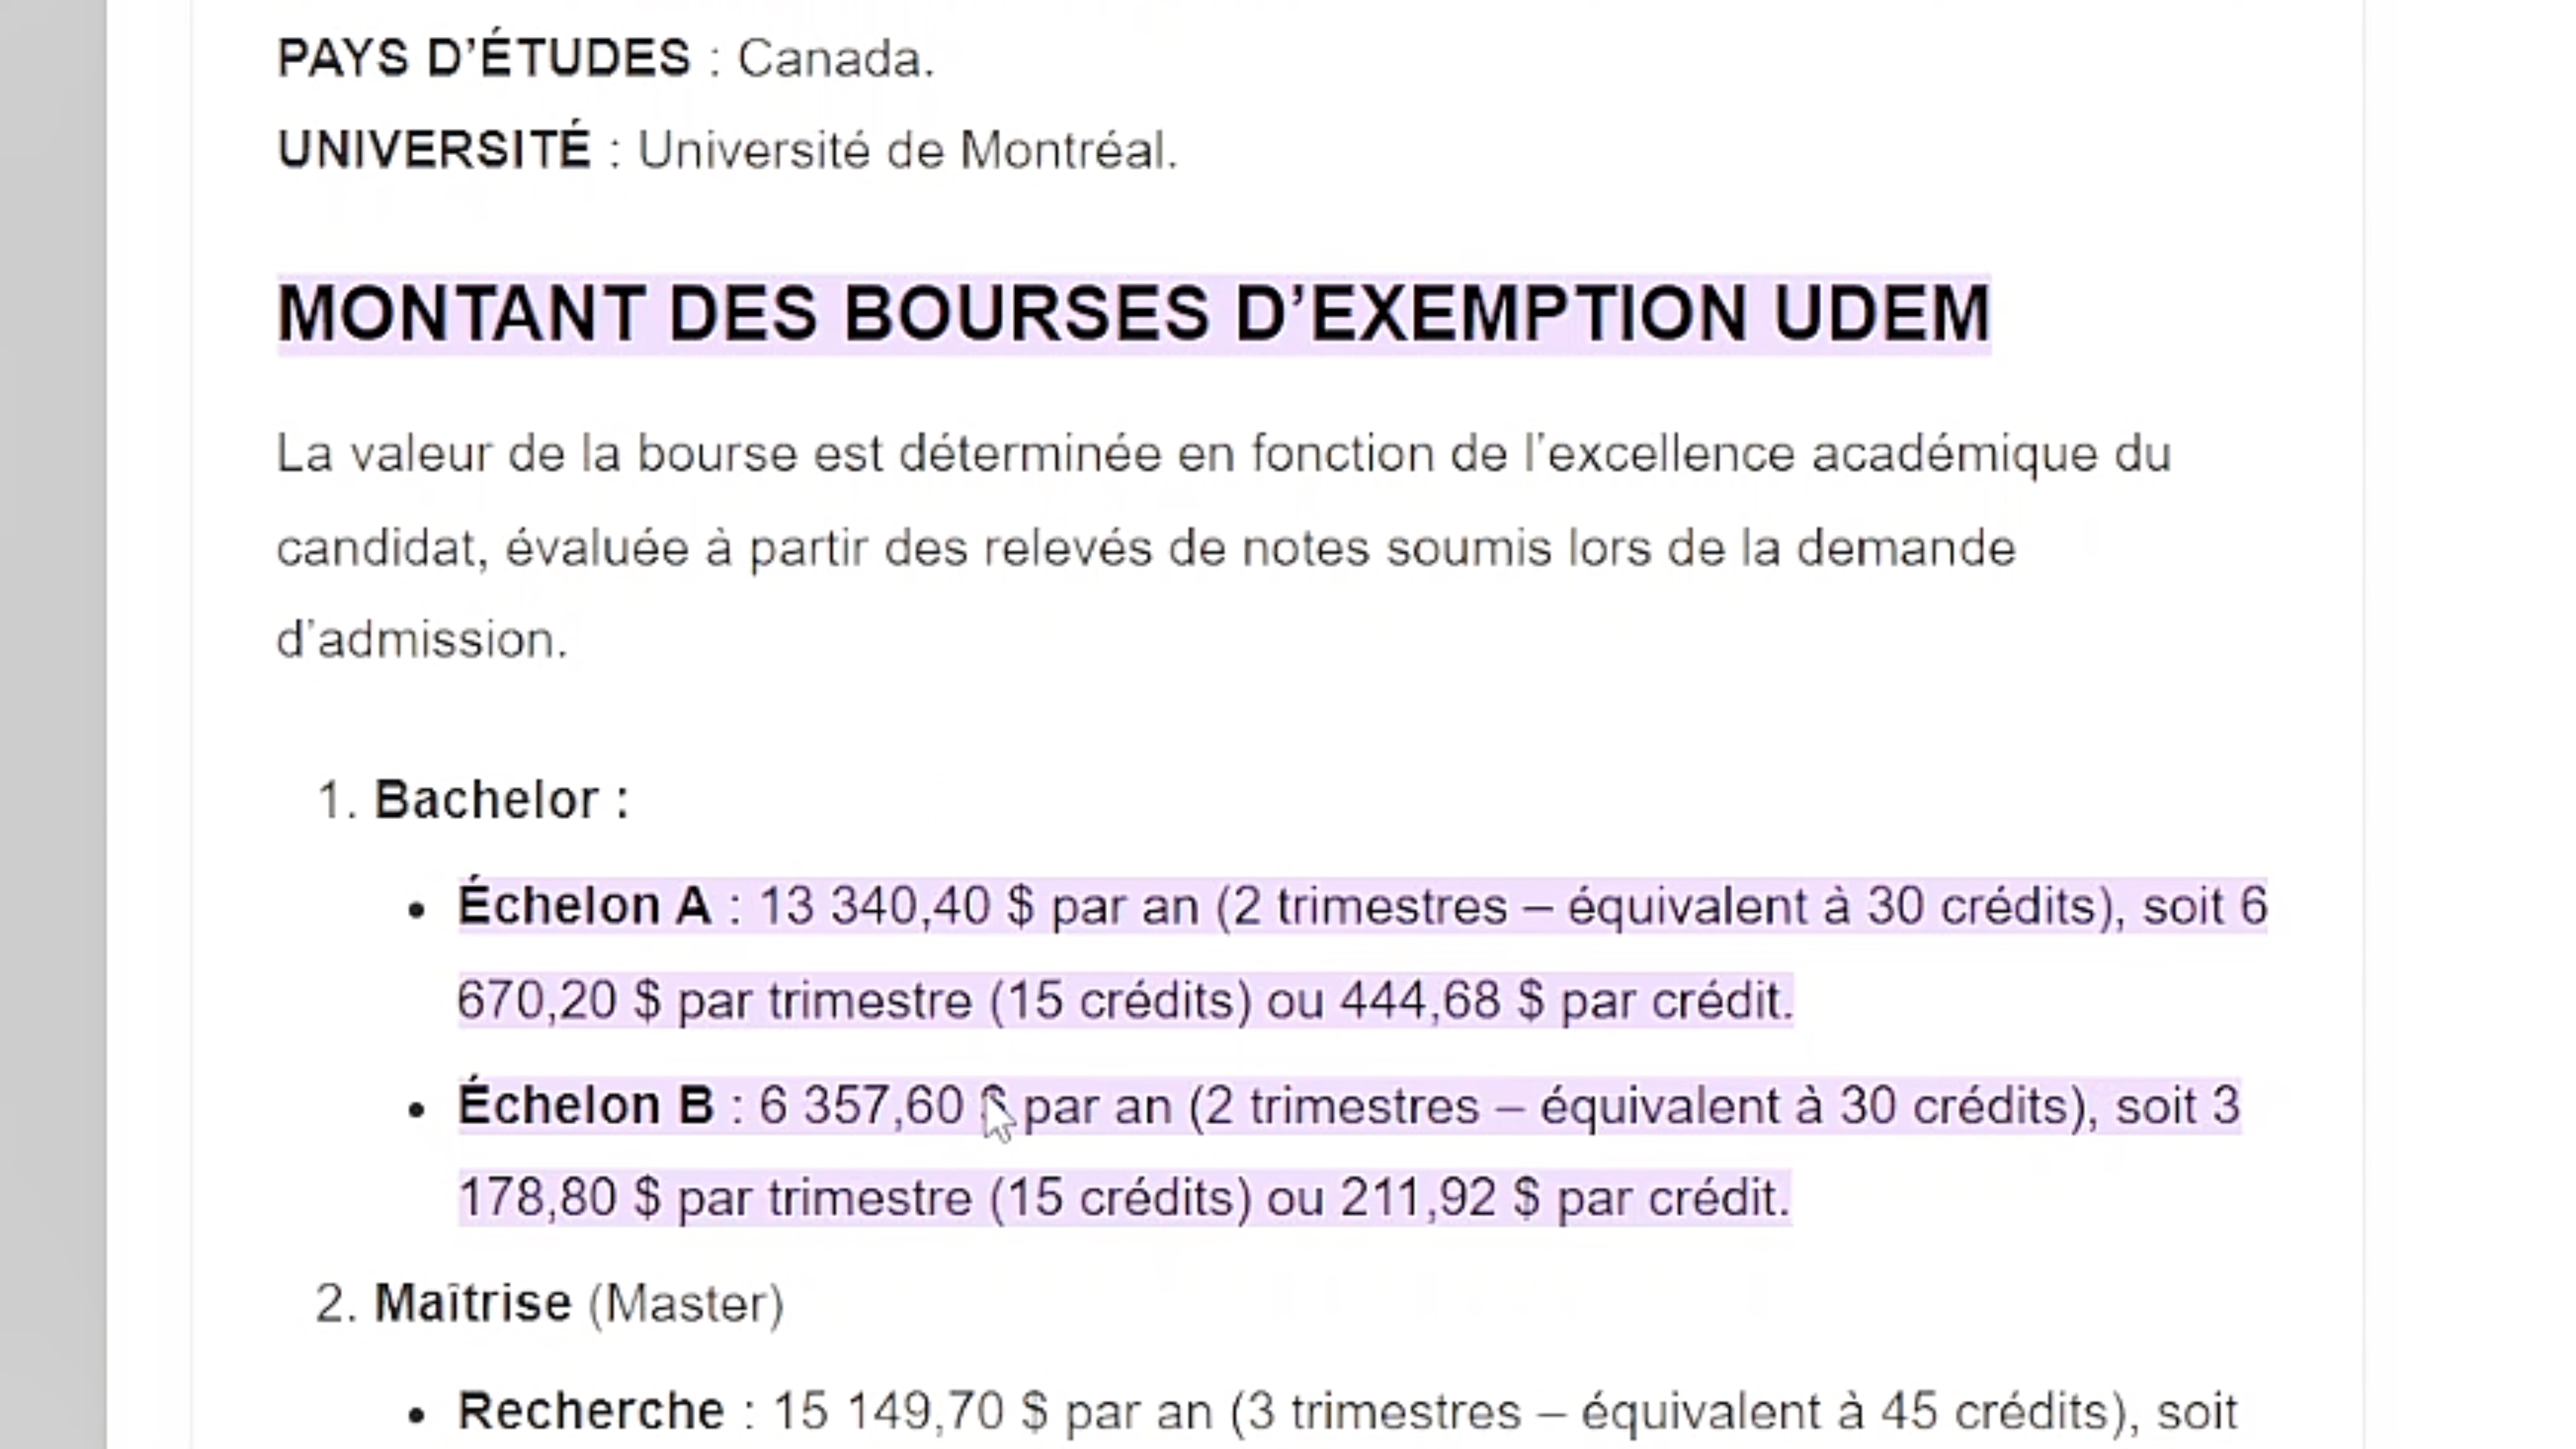 PAYS D’ÉTUDES : Canada.
UNIVERSITÉ : Université de Montréal.
MONTANT DES BOURSES D’EXEMPTION UDEM
La valeur de la bourse est déterminée en fonction de l’excellence académique du
candidat, évaluée à partir des relevés de notes soumis lors de la demande
d’admission.
1. Bachelor :
• Échelon A : 13 340,40 $ par an (2 trimestres – équivalent à 30 crédits), soit 6
670,20 $ par trimestre (15 crédits) ou 444,68 $ par crédit.
• Échelon B : 6 357,60 $ par an (2 trimestres – équivalent à 30 crédits), soit 3
178,80 $ par trimestre (15 crédits) ou 211,92 $ par crédit.
2. Maîtrise (Master)
• Recherche : 15 149,70 $ par an (3 trimestres – équivalent à 45 crédits), soit